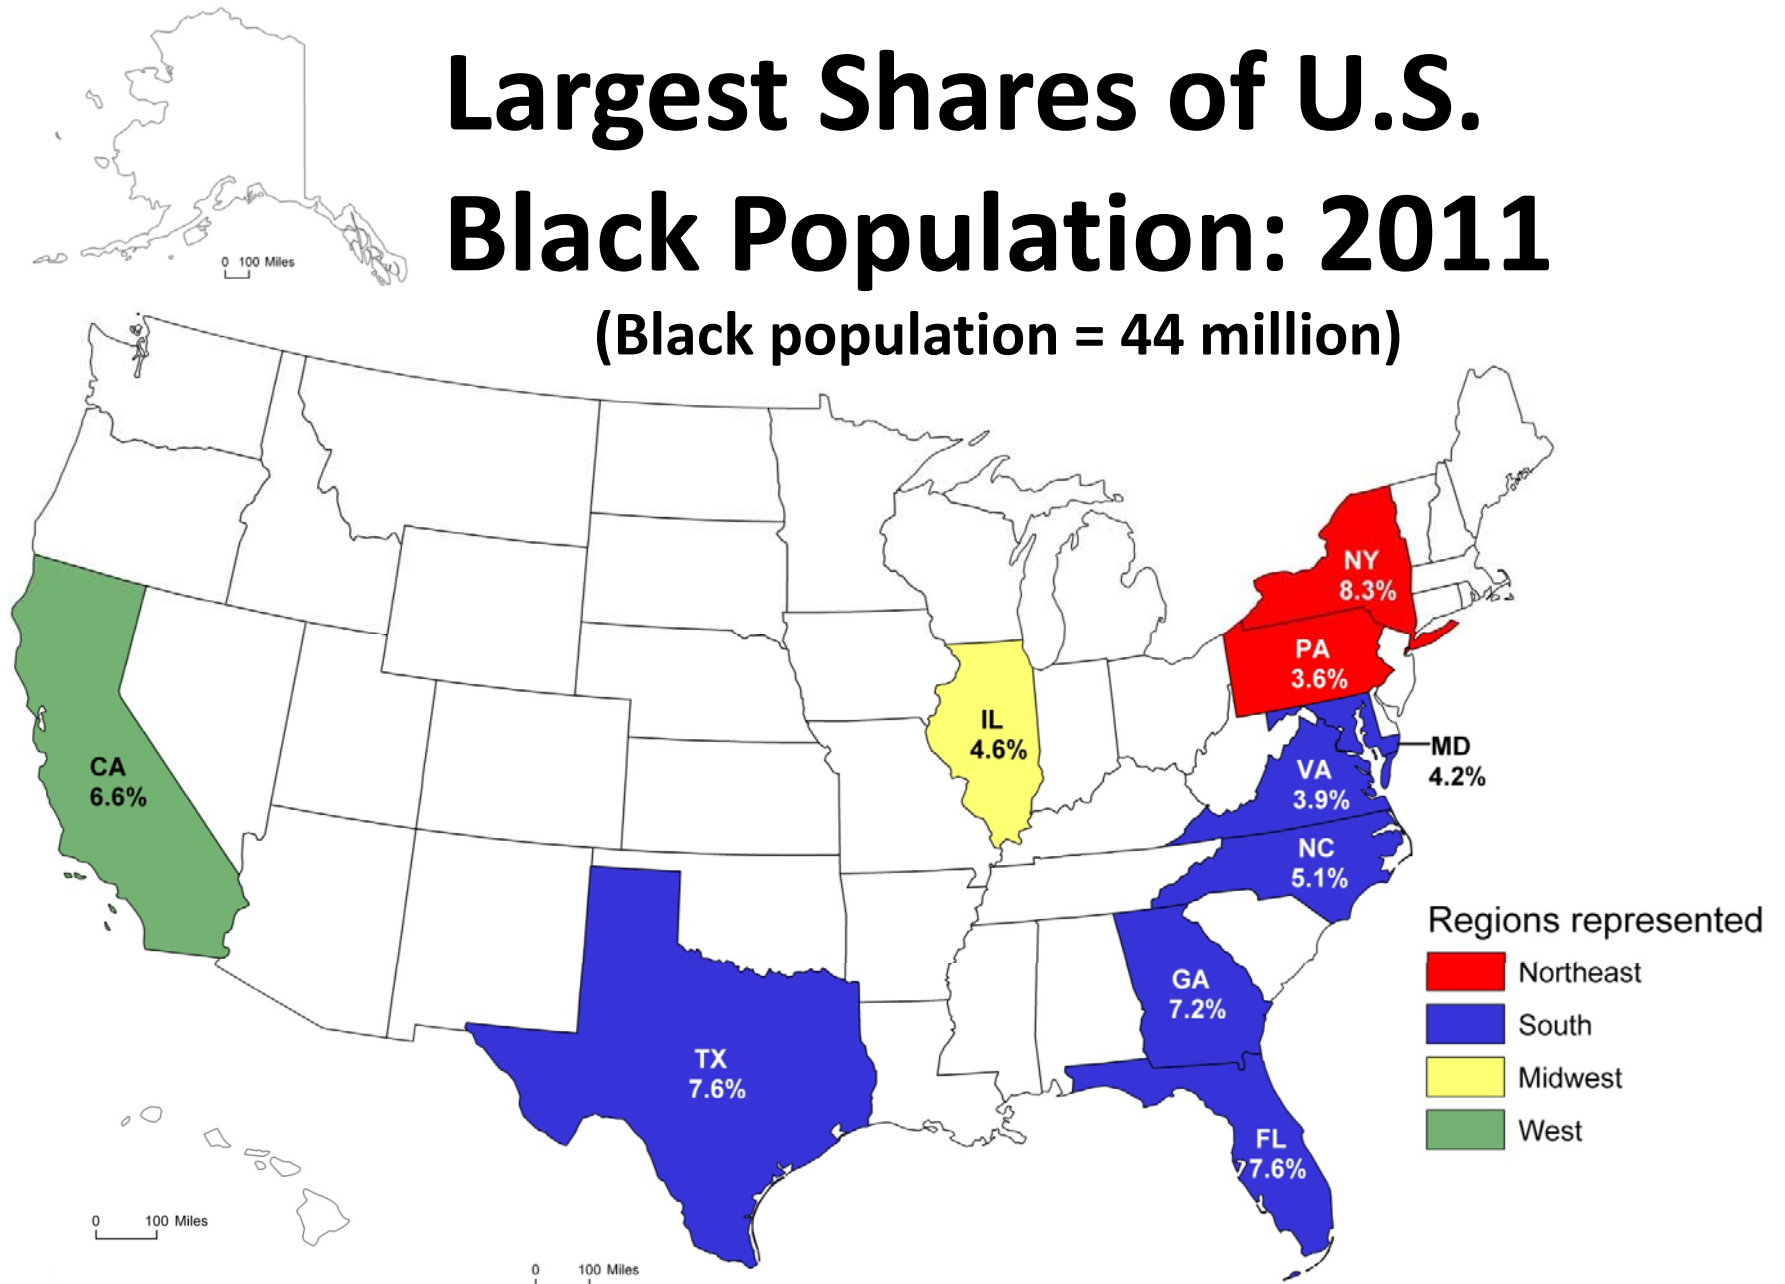 Largest Shares of U.S.
Black Population: 2011
(Black population = 44 million)
0 100 Miles
NY
8.3%
PA
3.6%
IL
4.6%
MD
4.2%
CA
6.6%
VA
3.9%
NC
5.1%
GA
7.2%
TX
7.6%
FL
7.6%
Regions represented
Northeast
South
Midwest
West
0 100 Miles
0 100 Miles